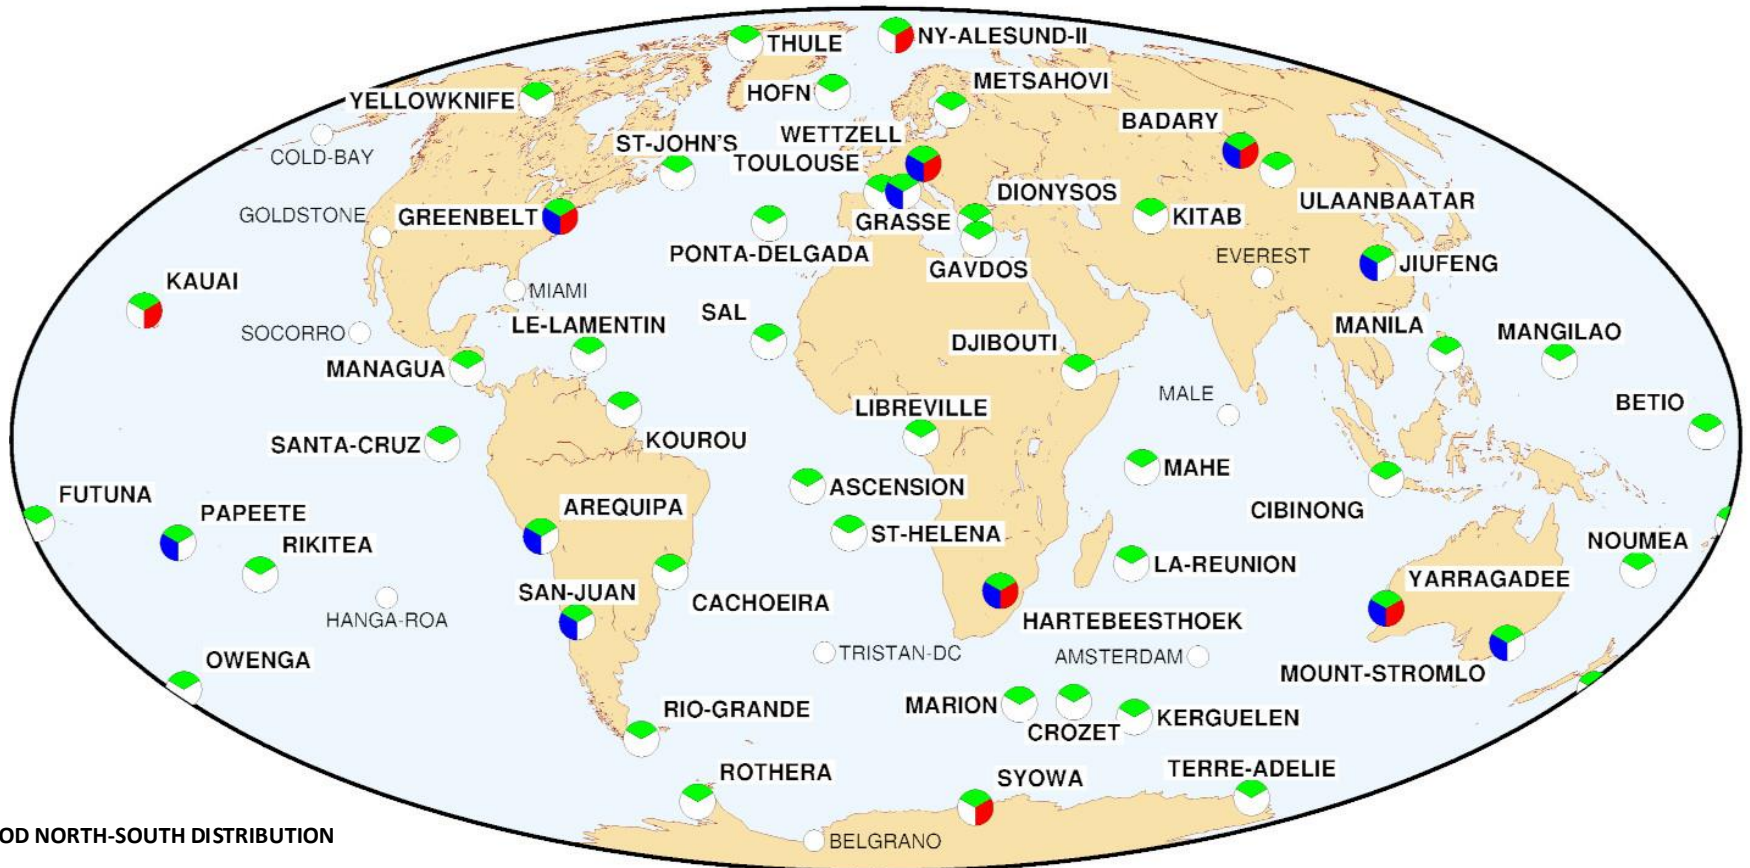 THULE
NY-ALESUND-II
HOFN
METSAHOVI
YELLOWKNIFE
COLD-BAY
ST-JOHN'S
WETTZELL
TOULOUSE
BADARY
GOLDSTONE
GREENBELT
PONTA-DELGADA
GRASSE
DIONYSOS
GAVDOS
KITAB
ULAANBAATAR
EVEREST
JIUFENG
KAUAI
MIAMI
SOCORRO
LE-LAMENTIN
SAL
DJIBOUTI
MANILA
MANGILAO
MANAGUA
MALE
BETIO
SANTA-CRUZ
KOUROU
LIBREVILLE
MAHE
FUTUNA
PAPEETE
RIKITEA
AREQUIPA
ASCENSION
ST-HELENA
CIBINONG
NOUMEA
LA-REUNION
YARRAGADEE
HANGA-ROA
SAN-JUAN
CACHOEIRA
HARTEBEESTHOEK
OWENGA
TRISTAN-DC
AMSTERDAM
MOUNT-STROMLO
RIO-GRANDE
MARION
CROZET
KERGUELEN
ROTHERA
SYOWA
TERRE-ADELIE
BELGRANO
OD NORTH-SOUTH DISTRIBUTION